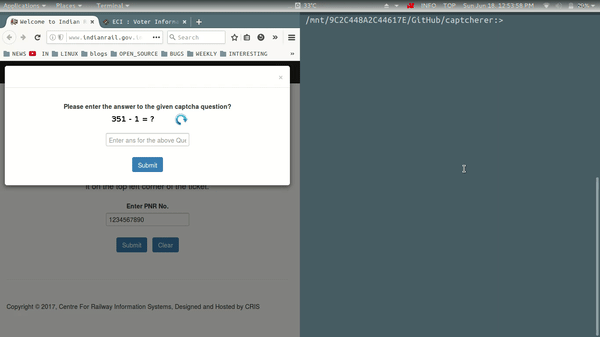 Applications Places Terminal 33°C INFO TOP Sun Jun 18, 12:53:58 PM
Welcome to Indian R
ECI : Voter Informa
www.indianrail.gov.i
Search
NEWS IN LINUX blogs OPEN_SOURCE BUGS WEEKLY INTERESTING
×
Please enter the answer to the given captcha question?
351 - 1 = ?
Enter ans for the above Que
Submit
it on the top left corner of the ticket.
Enter PNR No.
1234567890
Submit Clear
Copyright © 2017, Centre For Railway Information Systems, Designed and Hosted by CRIS
/mnt/9C2C448A2C44617E/GitHub/captcherer:>